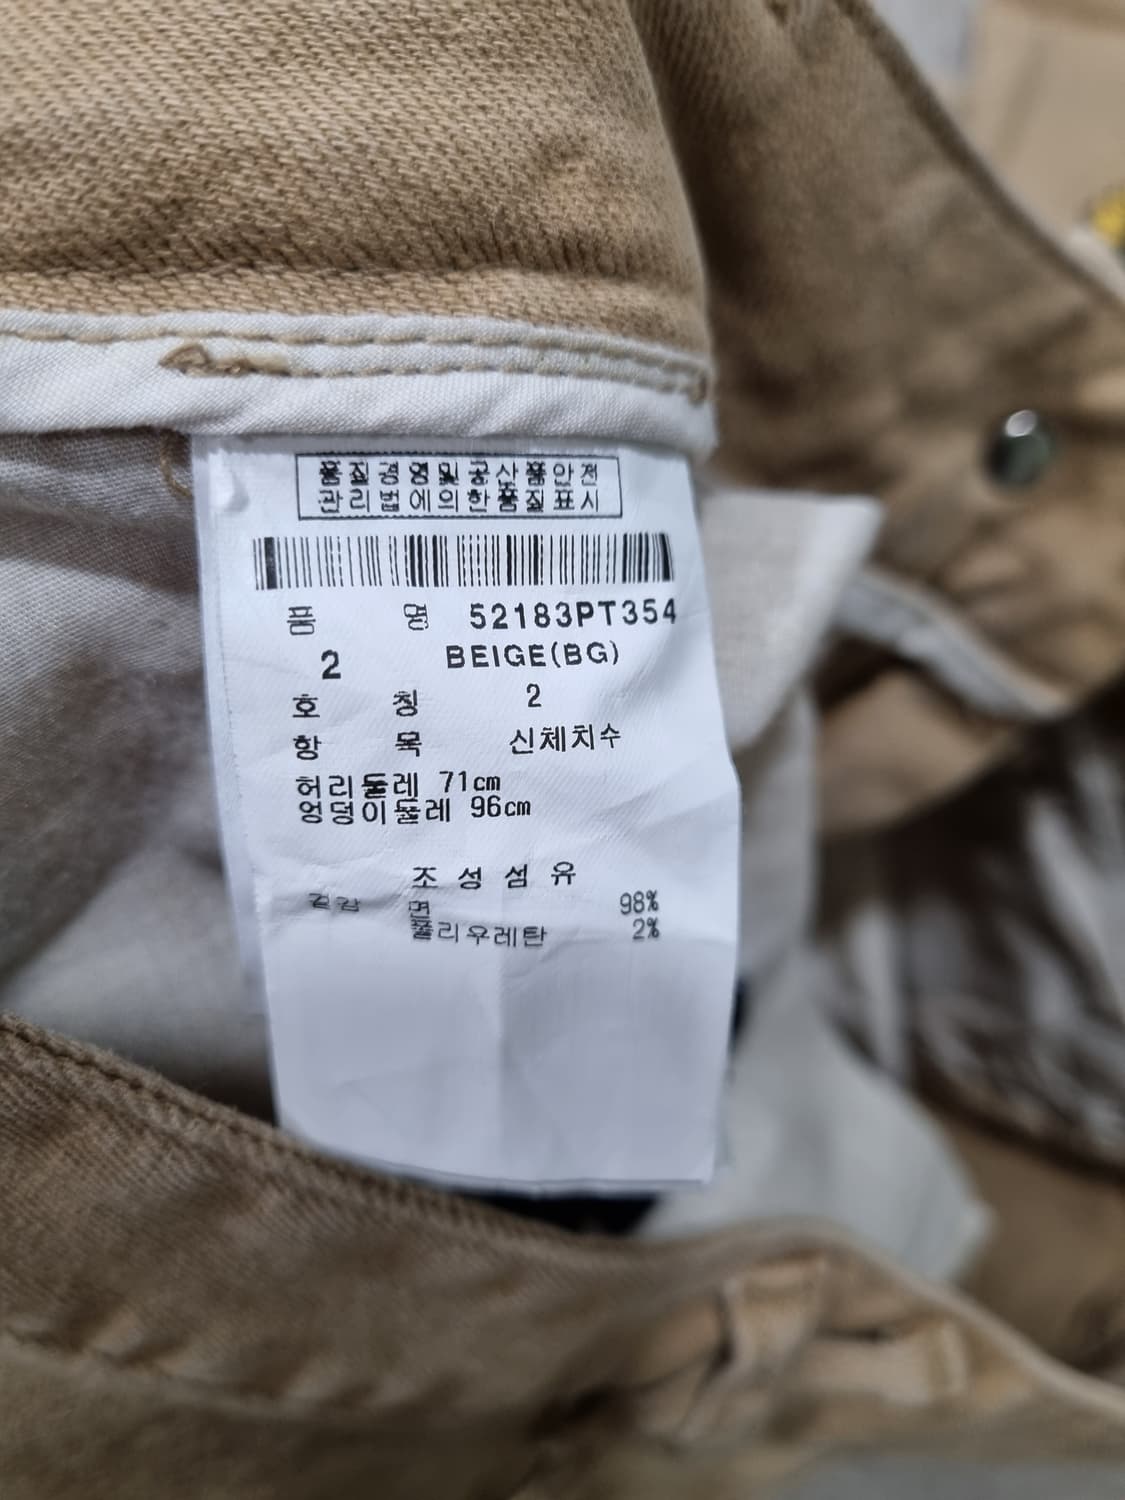 품질경영및공산품안전
관리법에의한품질표시
품 명 52183PT354
2 BEIGE(BG)
호 칭 2
항 목 신체치수
허리둘레 71cm
엉덩이둘레 96cm
조 성 섬 유
겉감 면 98%
폴리우레탄 2%